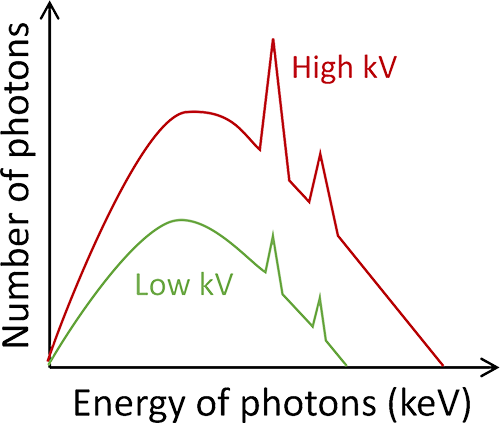 Number of photons
High kV
Low kV
Energy of photons (keV)